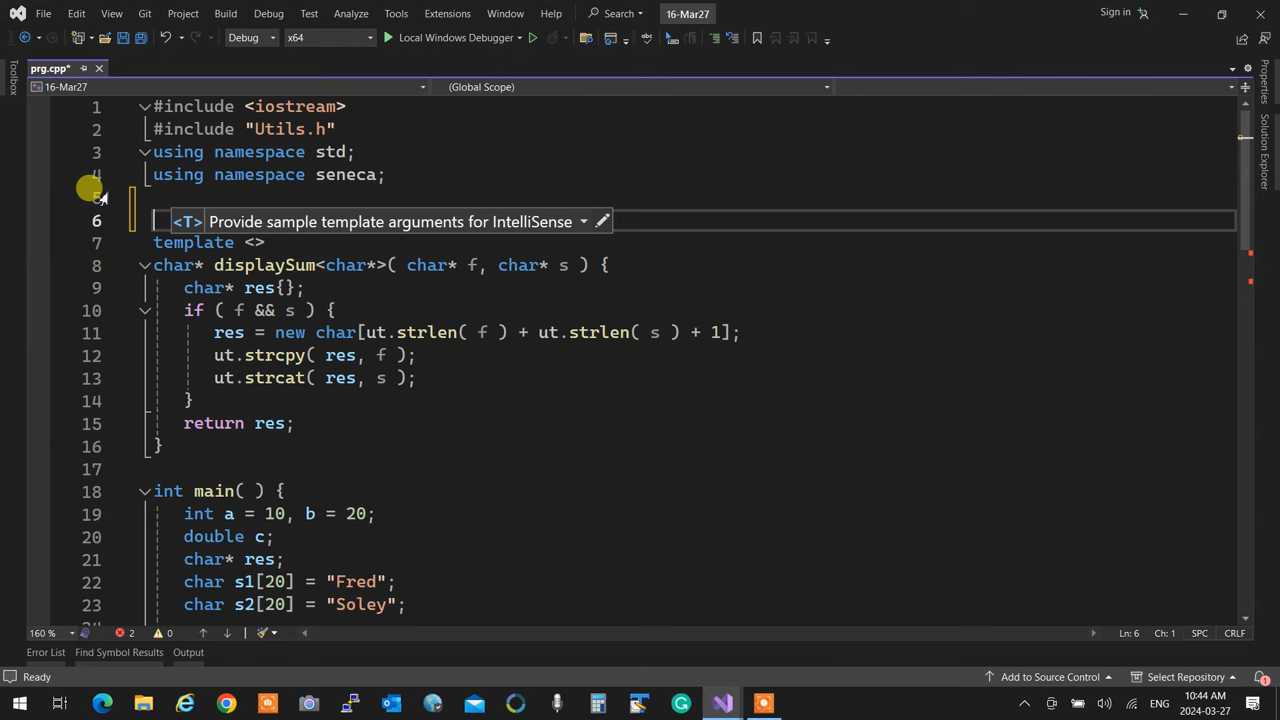 File Edit View Git Project Build Debug Test Analyze Tools Extensions Window Help Search 16-Mar27 Sign in
Debug x64 Local Windows Debugger
prg.cpp*
16-Mar27 (Global Scope)
Toolbox
Properties
Solution Explorer
1 #include <iostream>
2 #include "Utils.h"
3 using namespace std;
4 using namespace seneca;
5
6 <T> Provide sample template arguments for IntelliSense
7 template <>
8 char* displaySum<char*>( char* f, char* s ) {
9 char* res{};
10 if ( f && s ) {
11 res = new char[ut.strlen( f ) + ut.strlen( s ) + 1];
12 ut.strcpy( res, f );
13 ut.strcat( res, s );
14 }
15 return res;
16 }
17
18 int main( ) {
19 int a = 10, b = 20;
20 double c;
21 char* res;
22 char s1[20] = "Fred";
23 char s2[20] = "Soley";
160 % 2 0 Ln: 6 Ch: 1 SPC CRLF
Error List Find Symbol Results Output
Ready Add to Source Control Select Repository 1
10:44 AM
ENG
2024-03-27